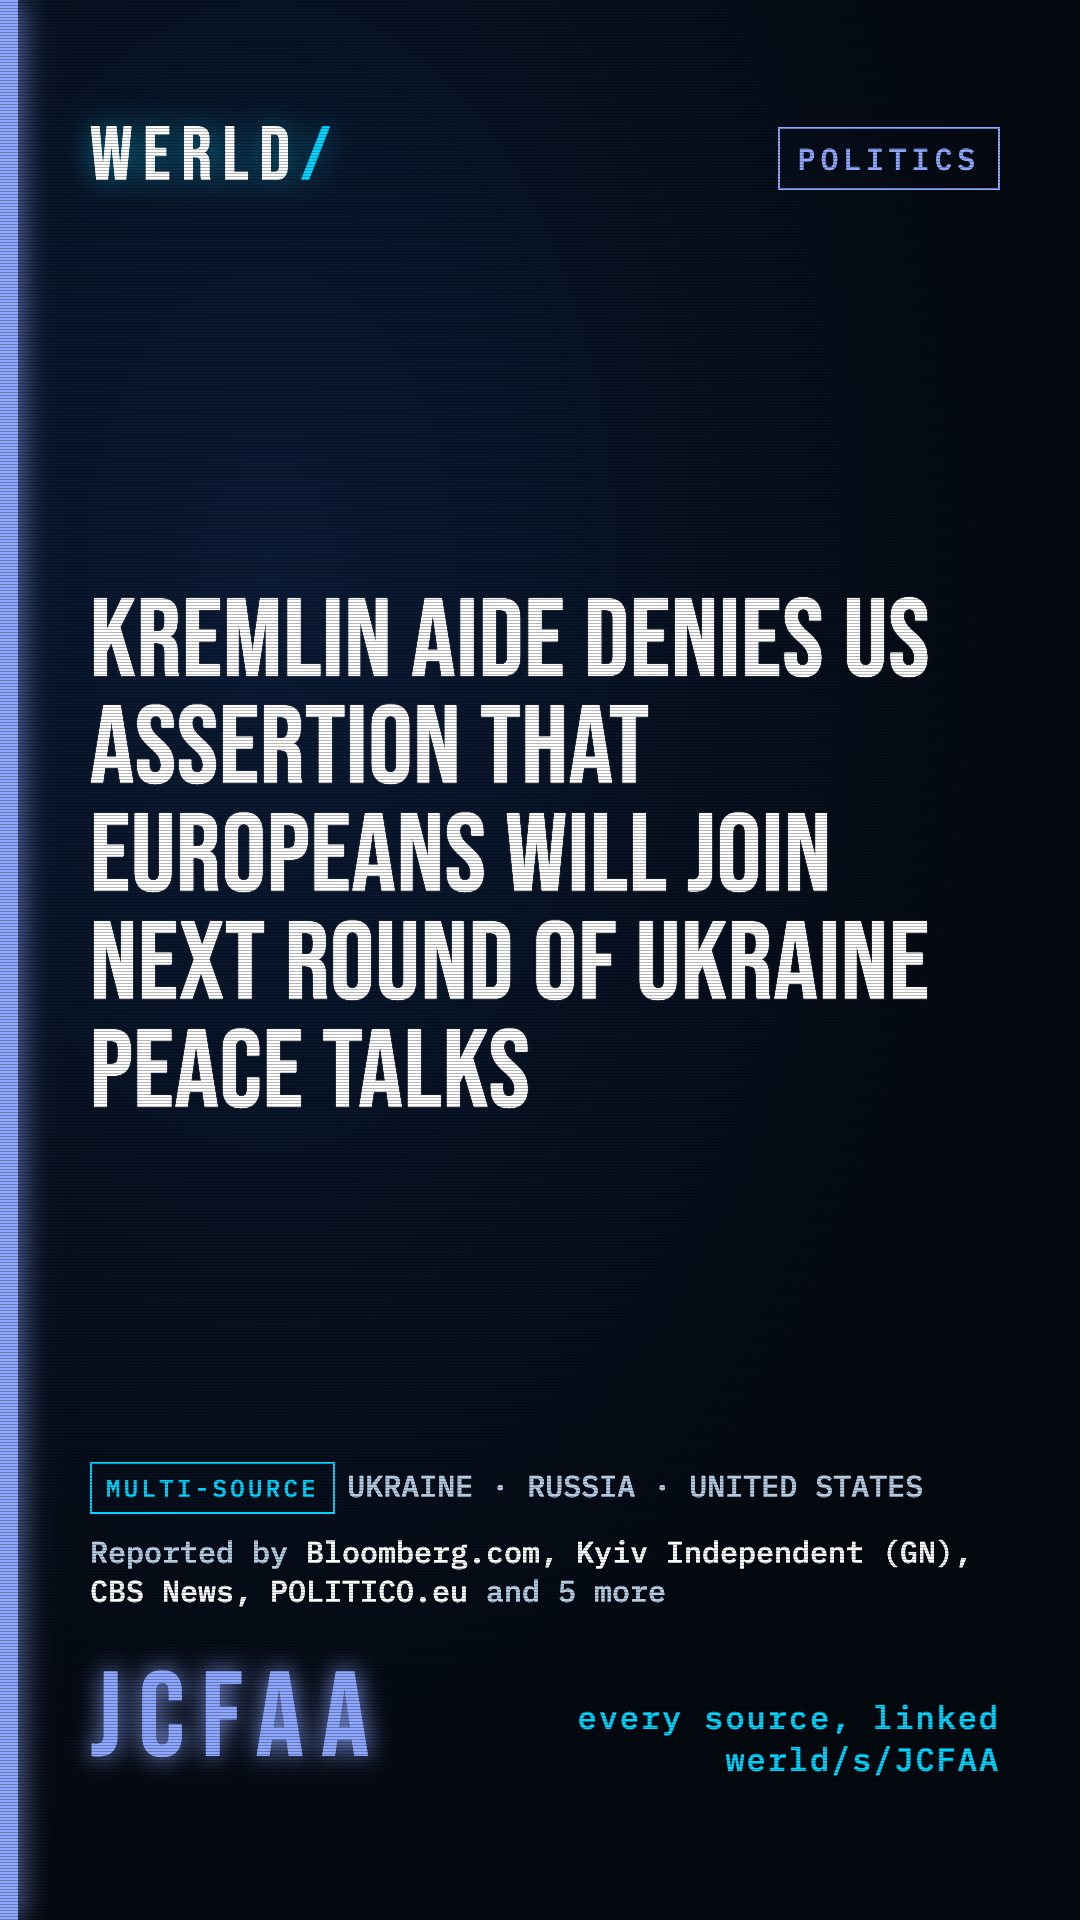 WERLD/
POLITICS
KREMLIN AIDE DENIES US
ASSERTION THAT
EUROPEANS WILL JOIN
NEXT ROUND OF UKRAINE
PEACE TALKS
MULTI-SOURCE UKRAINE · RUSSIA · UNITED STATES
Reported by Bloomberg.com, Kyiv Independent (GN),
CBS News, POLITICO.eu and 5 more
JCFAA
every source, linked
werld/s/JCFAA